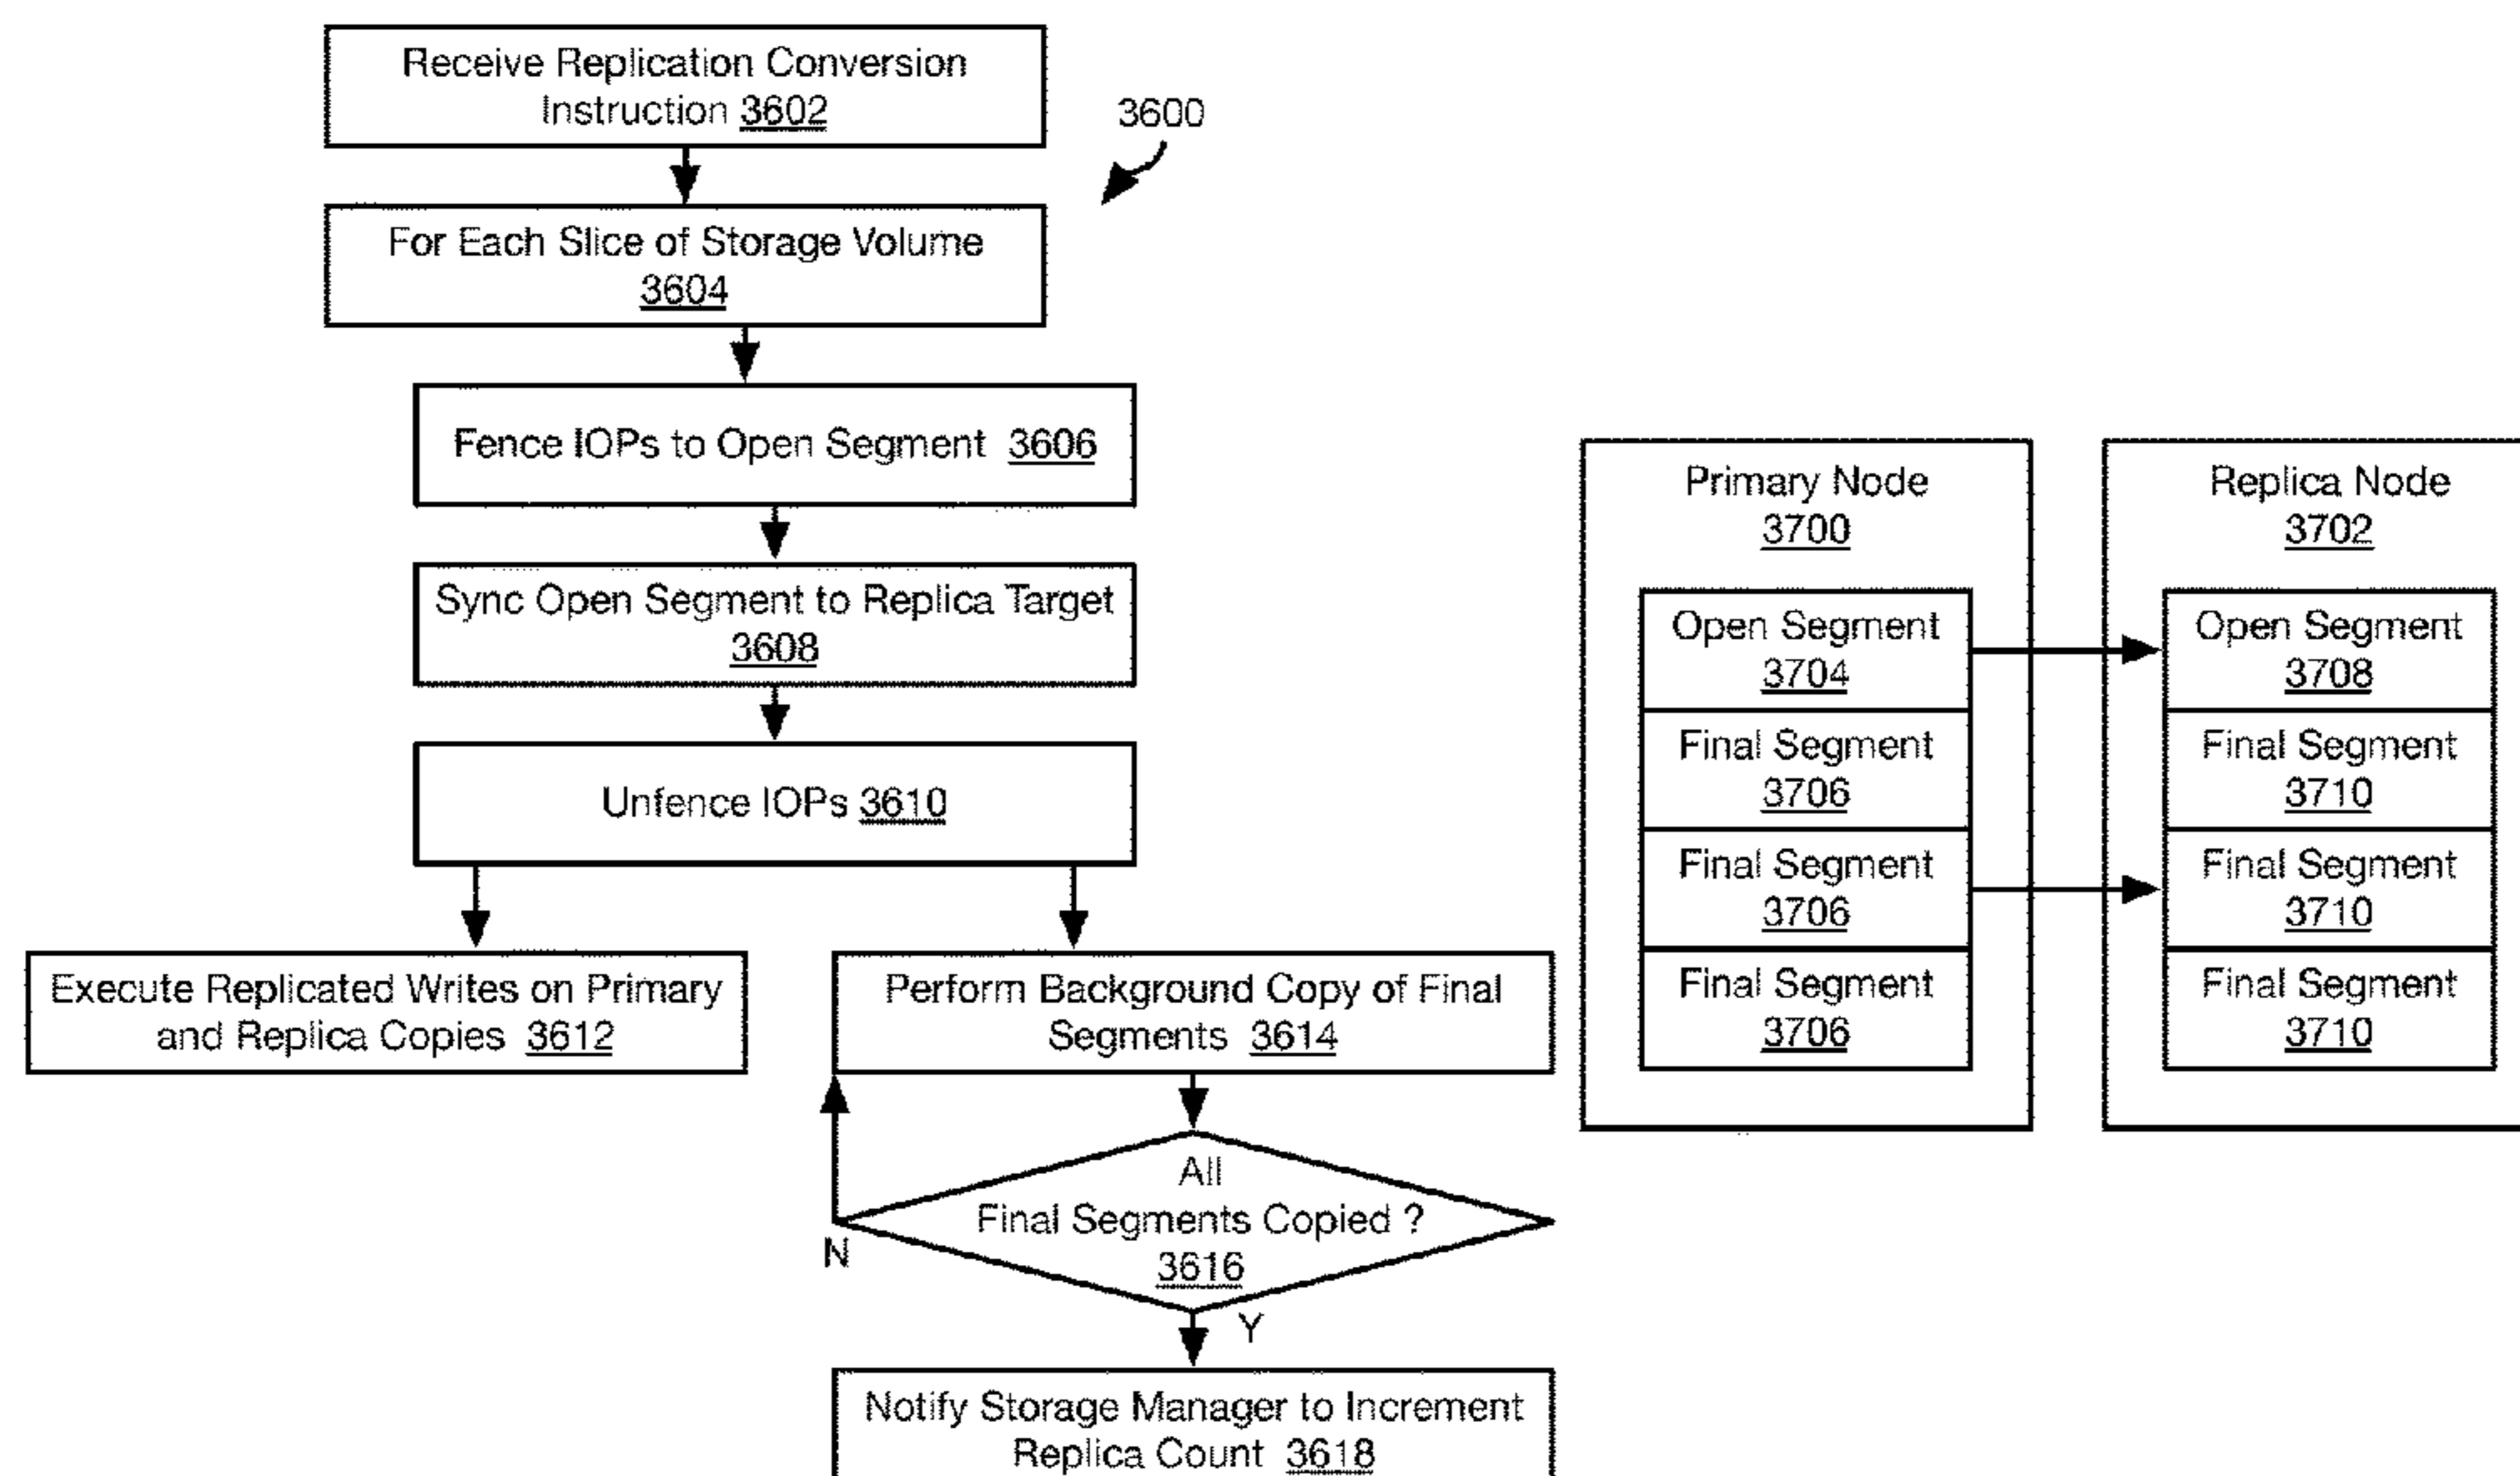 Receive Replication Conversion
Instruction 3602
3600
For Each Slice of Storage Volume
3604
Fence IOPs to Open Segment 3606
Sync Open Segment to Replica Target
3608
Unfence IOPs 3610
Execute Replicated Writes on Primary
and Replica Copies 3612
Perform Background Copy of Final
Segments 3614
All
Final Segments Copied ?
3616
N
Y
Notify Storage Manager to Increment
Replica Count 3618
Primary Node
3700
Open Segment
3704
Final Segment
3706
Final Segment
3706
Final Segment
3706
Replica Node
3702
Open Segment
3708
Final Segment
3710
Final Segment
3710
Final Segment
3710